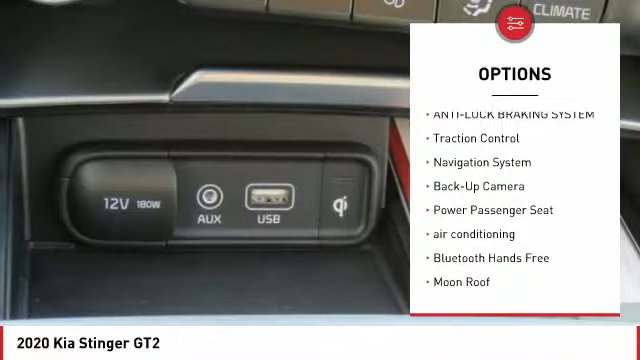 CLIMATE
OPTIONS
ANTI-LOCK BRAKING SYSTEM
Traction Control
Navigation System
Back-Up Camera
Power Passenger Seat
air conditioning
Bluetooth Hands Free
Moon Roof
12V 180W
AUX
USB
qi
2020 Kia Stinger GT2